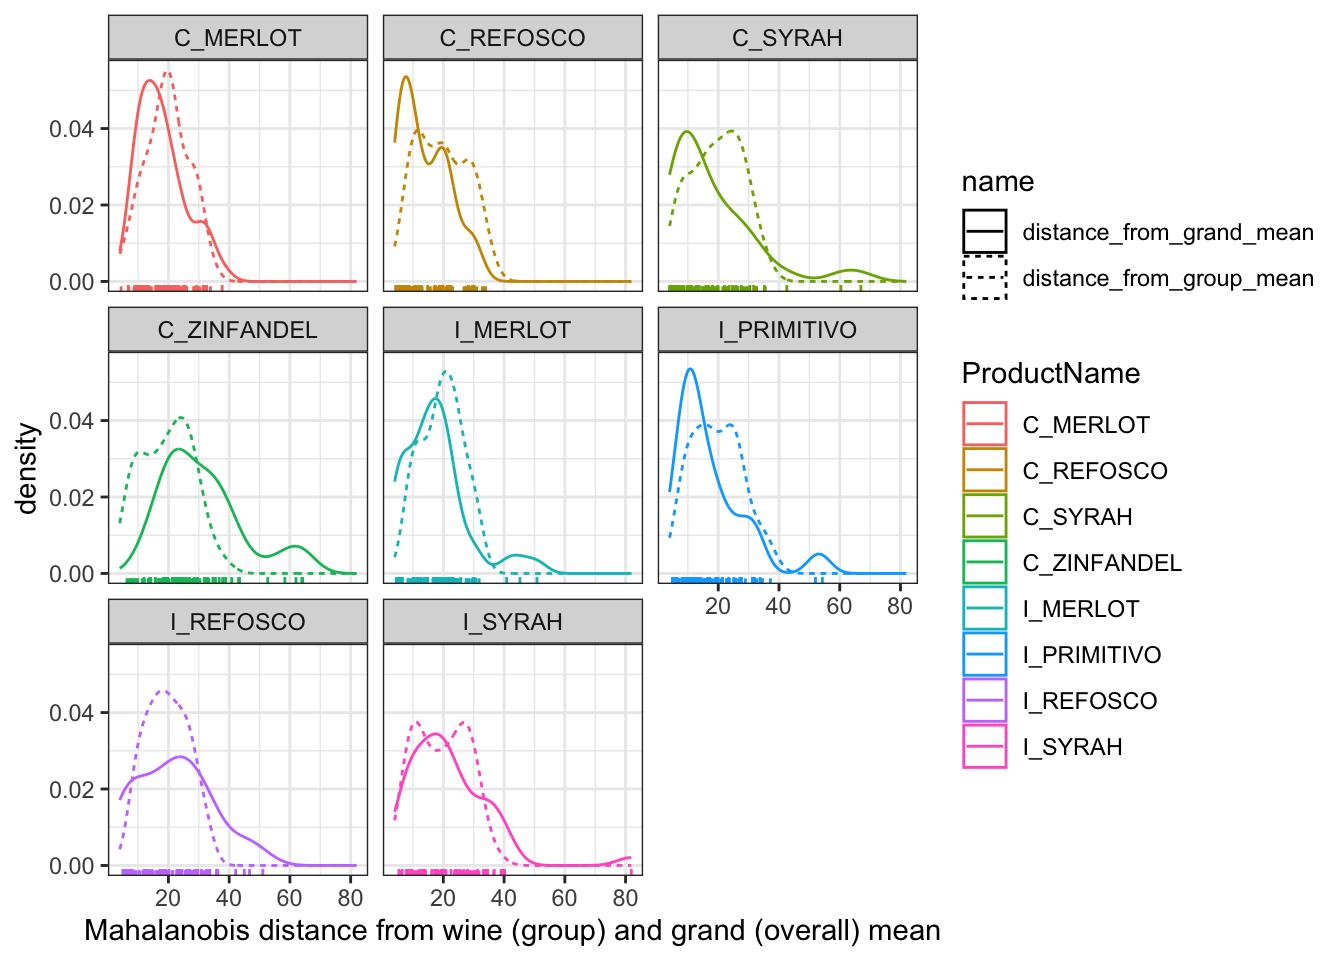 C_MERLOT C_REFOSCO C_SYRAH
0.04
0.02
0.00
C_ZINFANDEL I_MERLOT I_PRIMITIVO
0.04
0.02
0.00
20 40 60 80
I_REFOSCO I_SYRAH
0.04
0.02
0.00
20 40 60 80 20 40 60 80
density
Mahalanobis distance from wine (group) and grand (overall) mean
name
distance_from_grand_mean
distance_from_group_mean
ProductName
C_MERLOT
C_REFOSCO
C_SYRAH
C_ZINFANDEL
I_MERLOT
I_PRIMITIVO
I_REFOSCO
I_SYRAH